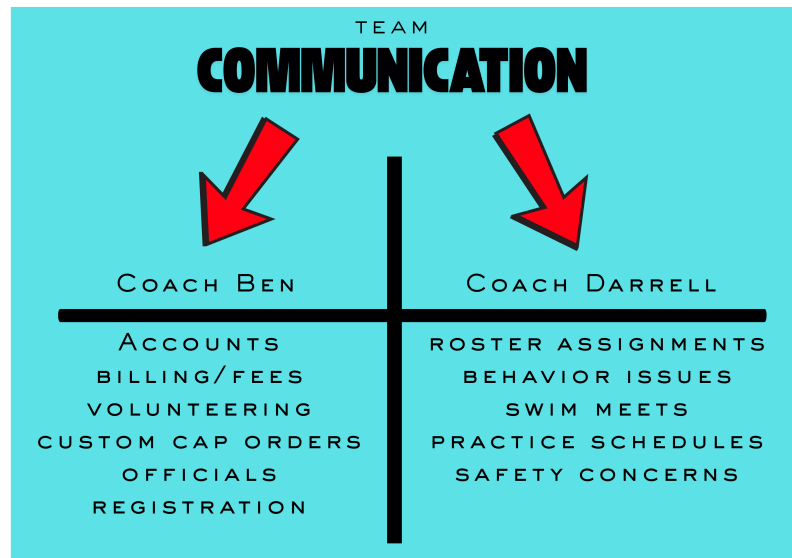 TEAM
COMMUNICATION
COACH BEN
ACCOUNTS
BILLING/FEES
VOLUNTEERING
CUSTOM CAP ORDERS
OFFICIALS
REGISTRATION
COACH DARRELL
ROSTER ASSIGNMENTS
BEHAVIOR ISSUES
SWIM MEETS
PRACTICE SCHEDULES
SAFETY CONCERNS